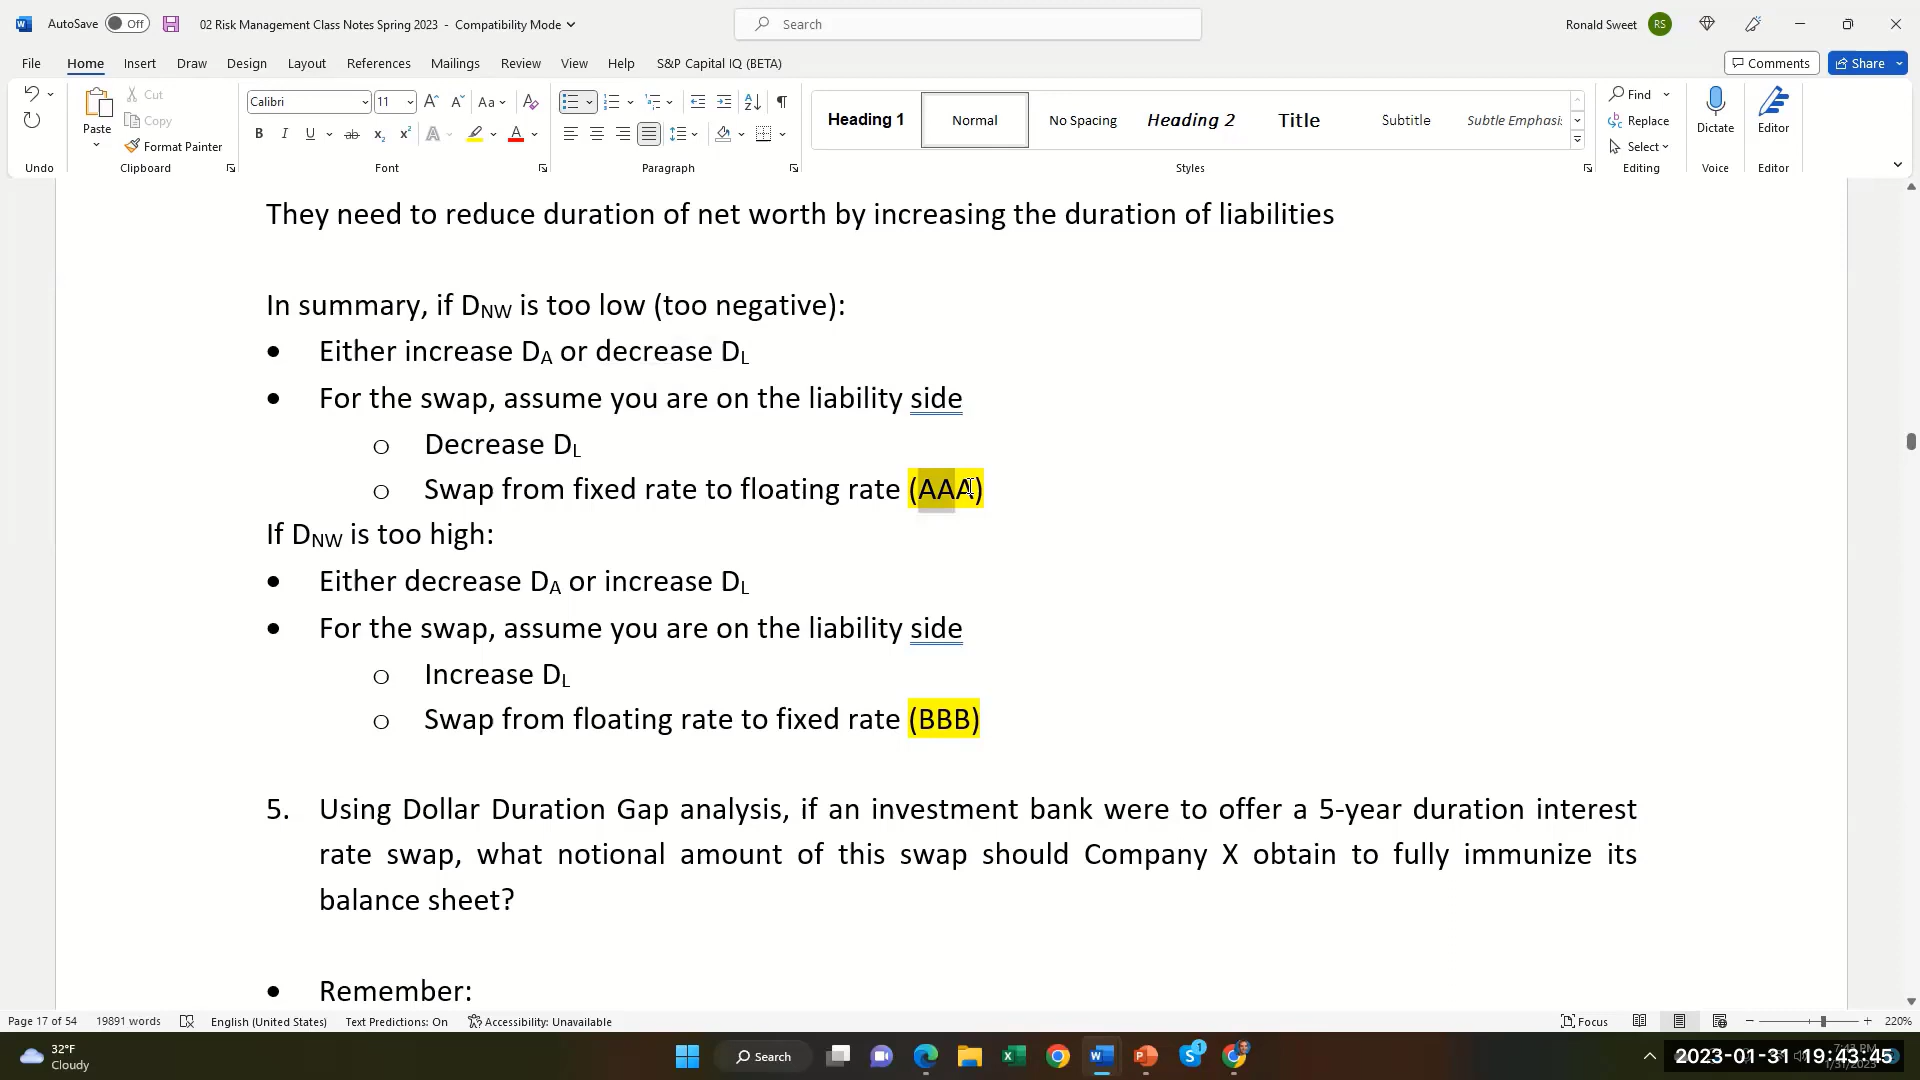 AutoSave Off 02 Risk Management Class Notes Spring 2023 - Compatibility Mode Search Ronald Sweet RS
File Home Insert Draw Design Layout References Mailings Review View Help S&P Capital IQ (BETA) Comments Share
Paste Cut Copy Format Painter
Calibri 11
Heading 1 Normal No Spacing Heading 2 Title Subtitle Subtle Emphasis
Find Replace Select Dictate Editor
Undo Clipboard Font Paragraph Styles Editing Voice Editor
They need to reduce duration of net worth by increasing the duration of liabilities
In summary, if DNW is too low (too negative):
• Either increase DA or decrease DL
• For the swap, assume you are on the liability side
o Decrease DL
o Swap from fixed rate to floating rate (AAA)
If DNW is too high:
• Either decrease DA or increase DL
• For the swap, assume you are on the liability side
o Increase DL
o Swap from floating rate to fixed rate (BBB)
5. Using Dollar Duration Gap analysis, if an investment bank were to offer a 5-year duration interest
rate swap, what notional amount of this swap should Company X obtain to fully immunize its
balance sheet?
• Remember:
Page 17 of 54 19891 words English (United States) Text Predictions: On Accessibility: Unavailable Focus 220%
32°F
Cloudy
Search
2023-01-31 19:43:45